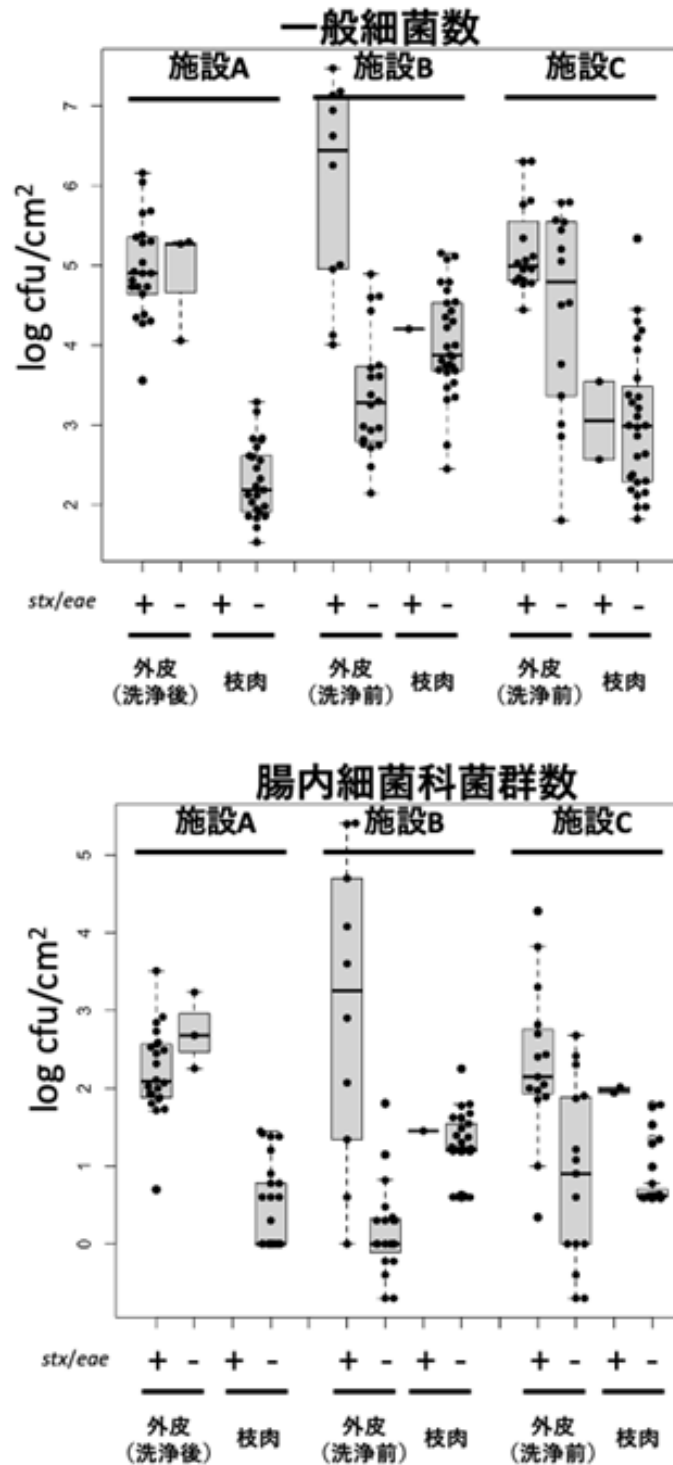 一般細菌数
施設A 施設B 施設C
log cfu/cm²
7
6
5
4
3
2
stx/eae + - + - + - + - + - + -
外皮 枝肉 外皮 枝肉 外皮 枝肉
(洗浄後) (洗浄前) (洗浄前)
腸内細菌科菌群数
施設A 施設B 施設C
log cfu/cm²
5
4
3
2
1
0
stx/eae + - + - + - + - + - + -
外皮 枝肉 外皮 枝肉 外皮 枝肉
(洗浄後) (洗浄前) (洗浄前)